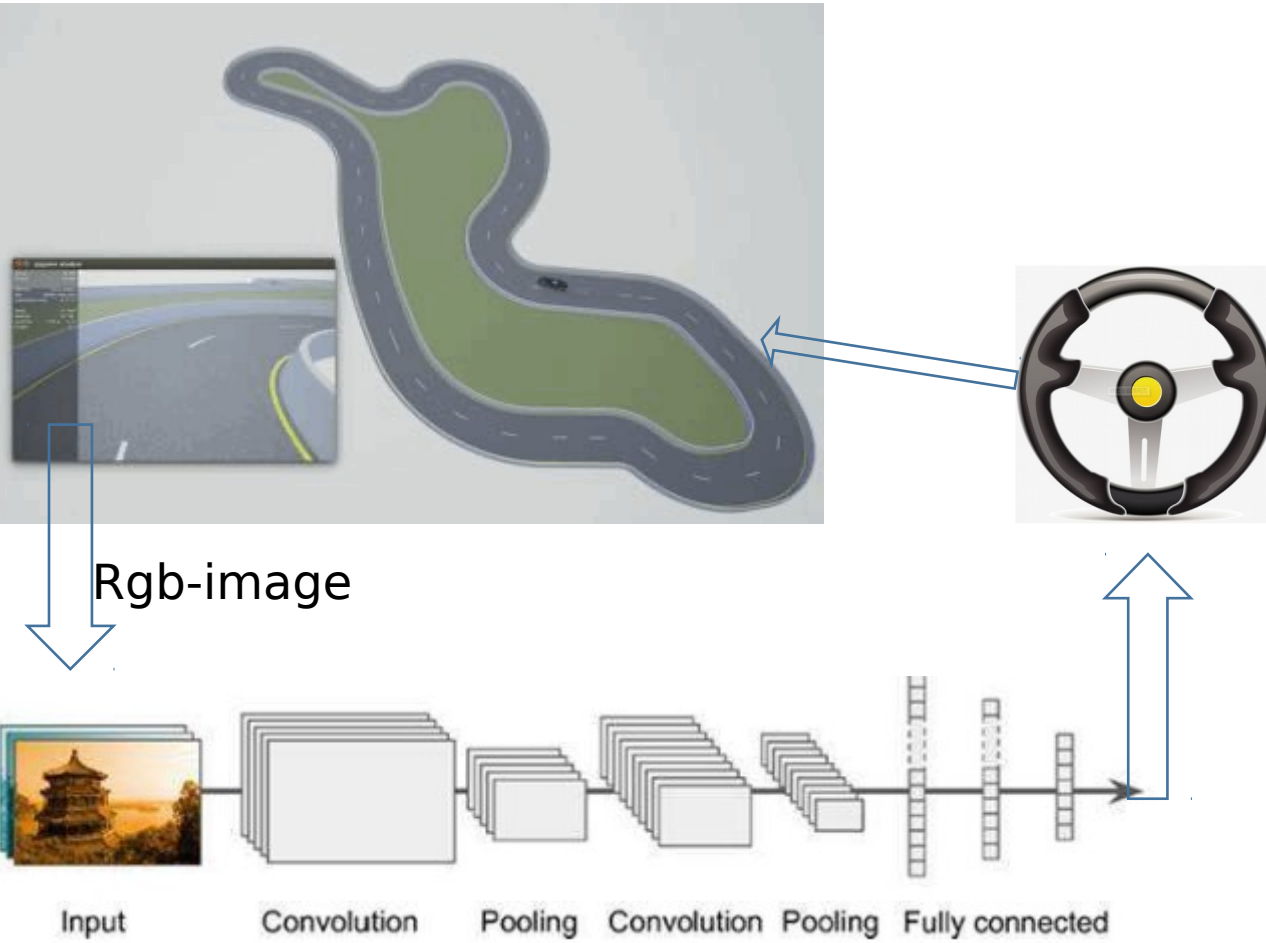 Rgb-image
Input
Convolution
Pooling
Convolution
Pooling
Fully connected